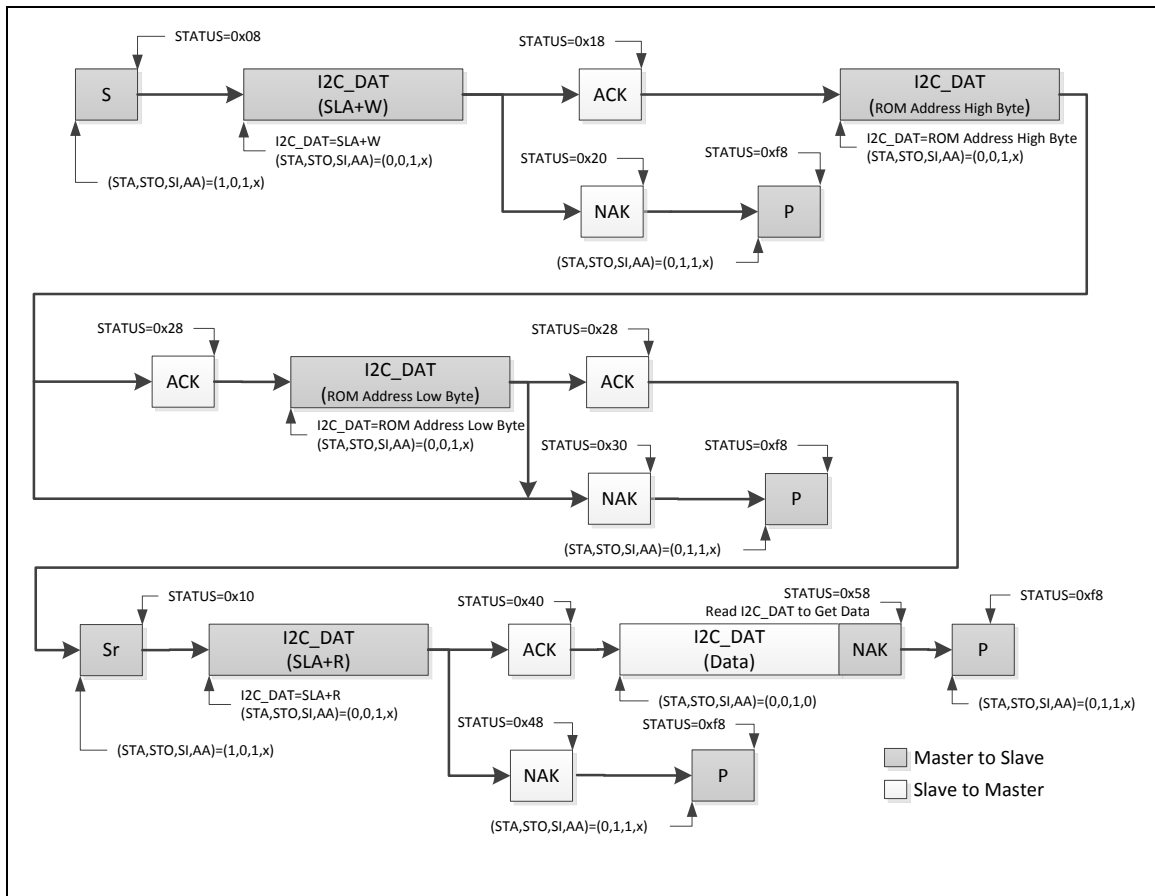 STATUS=0x08
STATUS=0x18
S
I2C_DAT
(SLA+W)
ACK
I2C_DAT
(ROM Address High Byte)
I2C_DAT=SLA+W
(STA,STO,SI,AA)=(0,0,1,x)
I2C_DAT=ROM Address High Byte
(STA,STO,SI,AA)=(0,0,1,x)
(STA,STO,SI,AA)=(1,0,1,x)
STATUS=0x20
STATUS=0xf8
NAK
P
(STA,STO,SI,AA)=(0,1,1,x)
STATUS=0x28
STATUS=0x28
ACK
I2C_DAT
(ROM Address Low Byte)
ACK
I2C_DAT=ROM Address Low Byte
(STA,STO,SI,AA)=(0,0,1,x)
STATUS=0x30
STATUS=0xf8
NAK
P
(STA,STO,SI,AA)=(0,1,1,x)
STATUS=0x10
STATUS=0x40
STATUS=0x58
Read I2C_DAT to Get Data
STATUS=0xf8
Sr
I2C_DAT
(SLA+R)
ACK
I2C_DAT
(Data)
NAK
P
I2C_DAT=SLA+R
(STA,STO,SI,AA)=(0,0,1,x)
(STA,STO,SI,AA)=(0,0,1,0)
(STA,STO,SI,AA)=(0,1,1,x)
(STA,STO,SI,AA)=(1,0,1,x)
STATUS=0x48
STATUS=0xf8
NAK
P
(STA,STO,SI,AA)=(0,1,1,x)
Master to Slave
Slave to Master